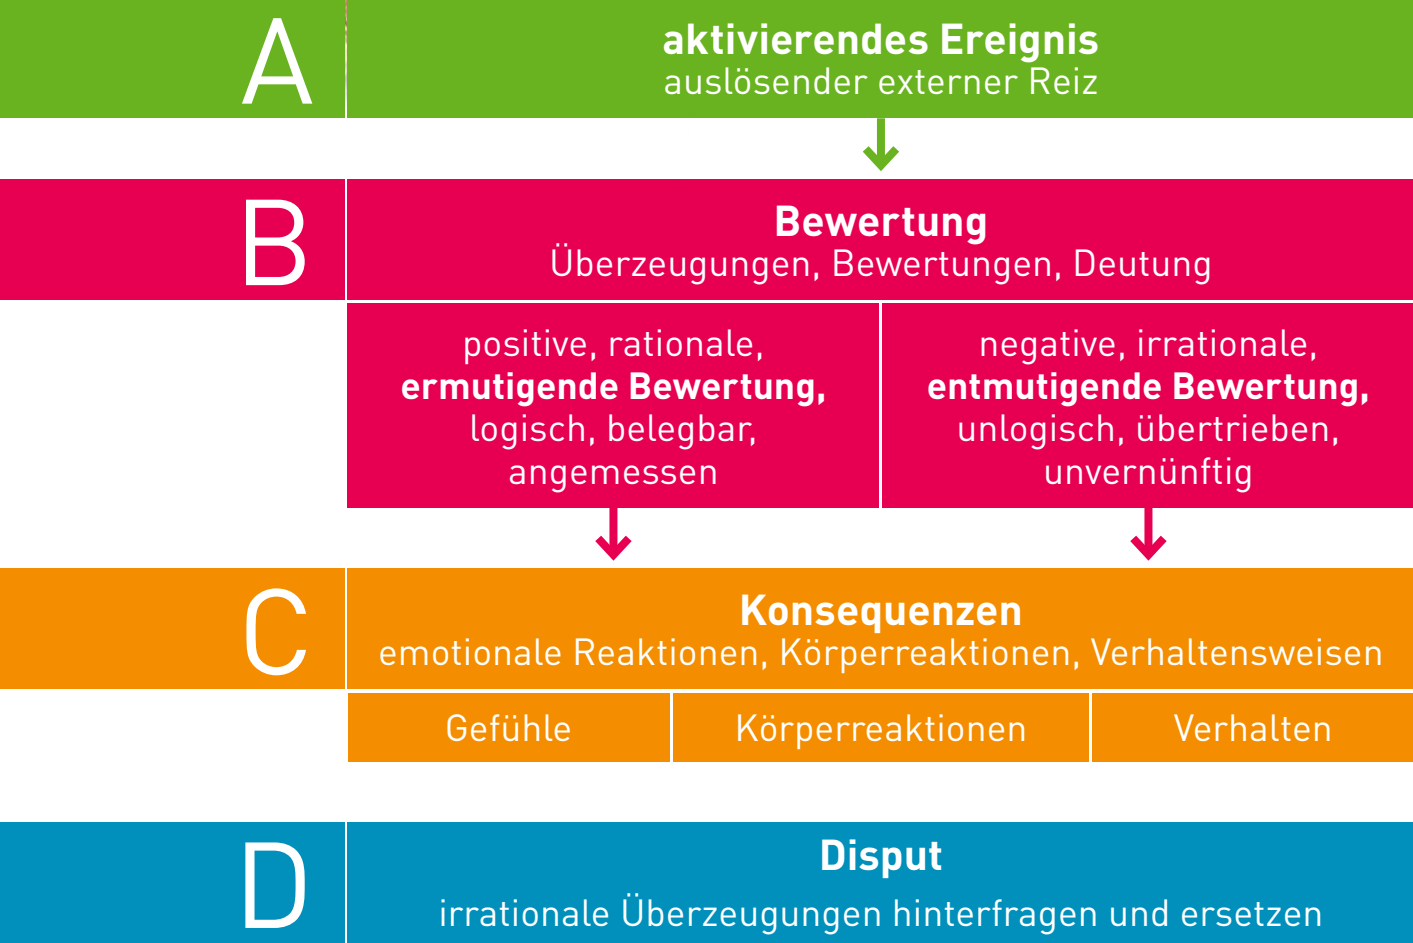 A
aktivierendes Ereignis
auslösender externer Reiz
B
Bewertung
Überzeugungen, Bewertungen, Deutung
positive, rationale,
ermutigende Bewertung,
logisch, belegbar,
angemessen
negative, irrationale,
entmutigende Bewertung,
unlogisch, übertrieben,
unvernünftig
C
Konsequenzen
emotionale Reaktionen, Körperreaktionen, Verhaltensweisen
Gefühle
Körperreaktionen
Verhalten
D
Disput
irrationale Überzeugungen hinterfragen und ersetzen